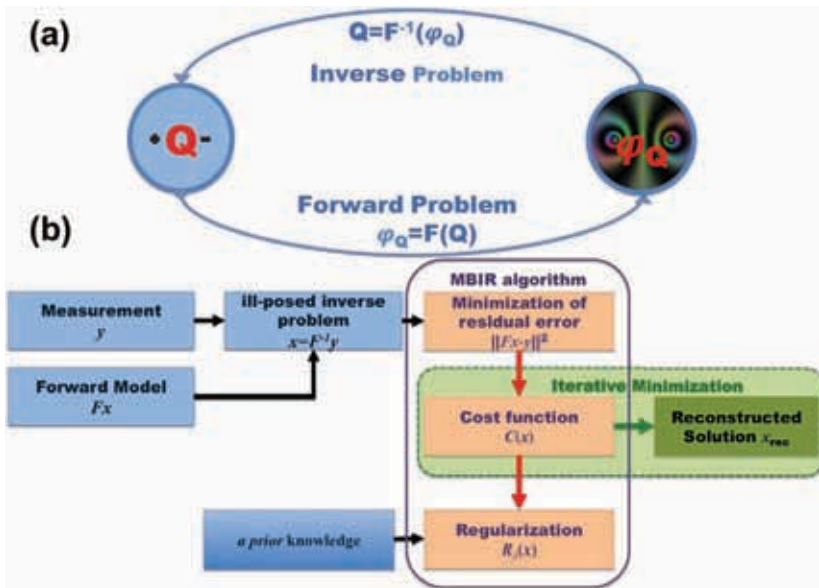 (a)
Q=F⁻¹(φQ)
Inverse Problem
• Q -
φQ
Forward Problem
φQ=F(Q)
(b)
MBIR algorithm
Measurement
y
ill-posed inverse
problem
x=F⁻¹y
Minimization of
residual error
||Fx-y||²
Forward Model
Fx
Iterative Minimization
Cost function
C(x)
Reconstructed
Solution xrec
a prior knowledge
Regularization